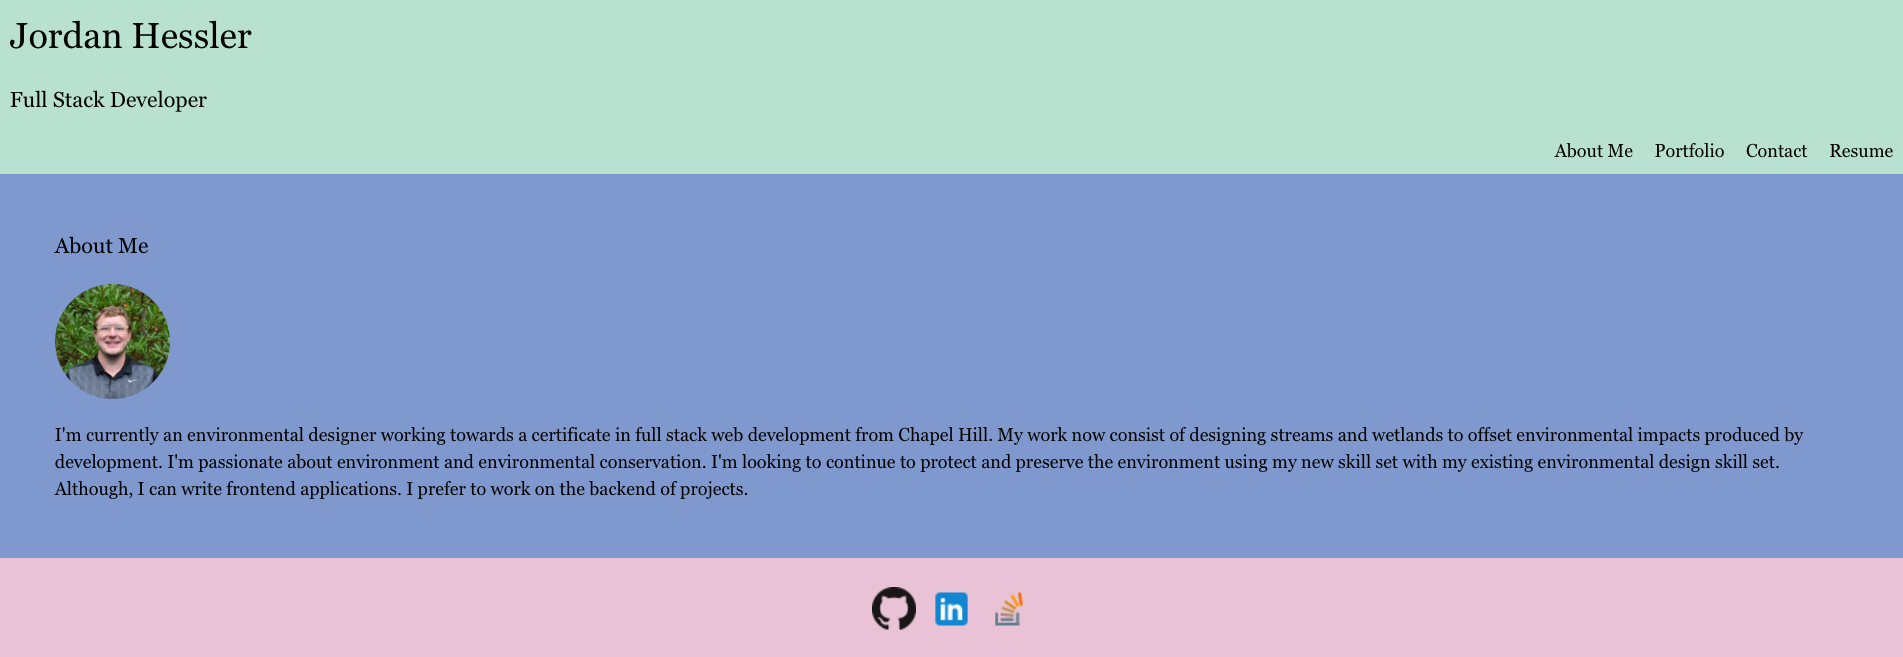 Jordan Hessler
Full Stack Developer
About Me Portfolio Contact Resume
About Me
I'm currently an environmental designer working towards a certificate in full stack web development from Chapel Hill. My work now consist of designing streams and wetlands to offset environmental impacts produced by
development. I'm passionate about environment and environmental conservation. I'm looking to continue to protect and preserve the environment using my new skill set with my existing environmental design skill set.
Although, I can write frontend applications. I prefer to work on the backend of projects.
in